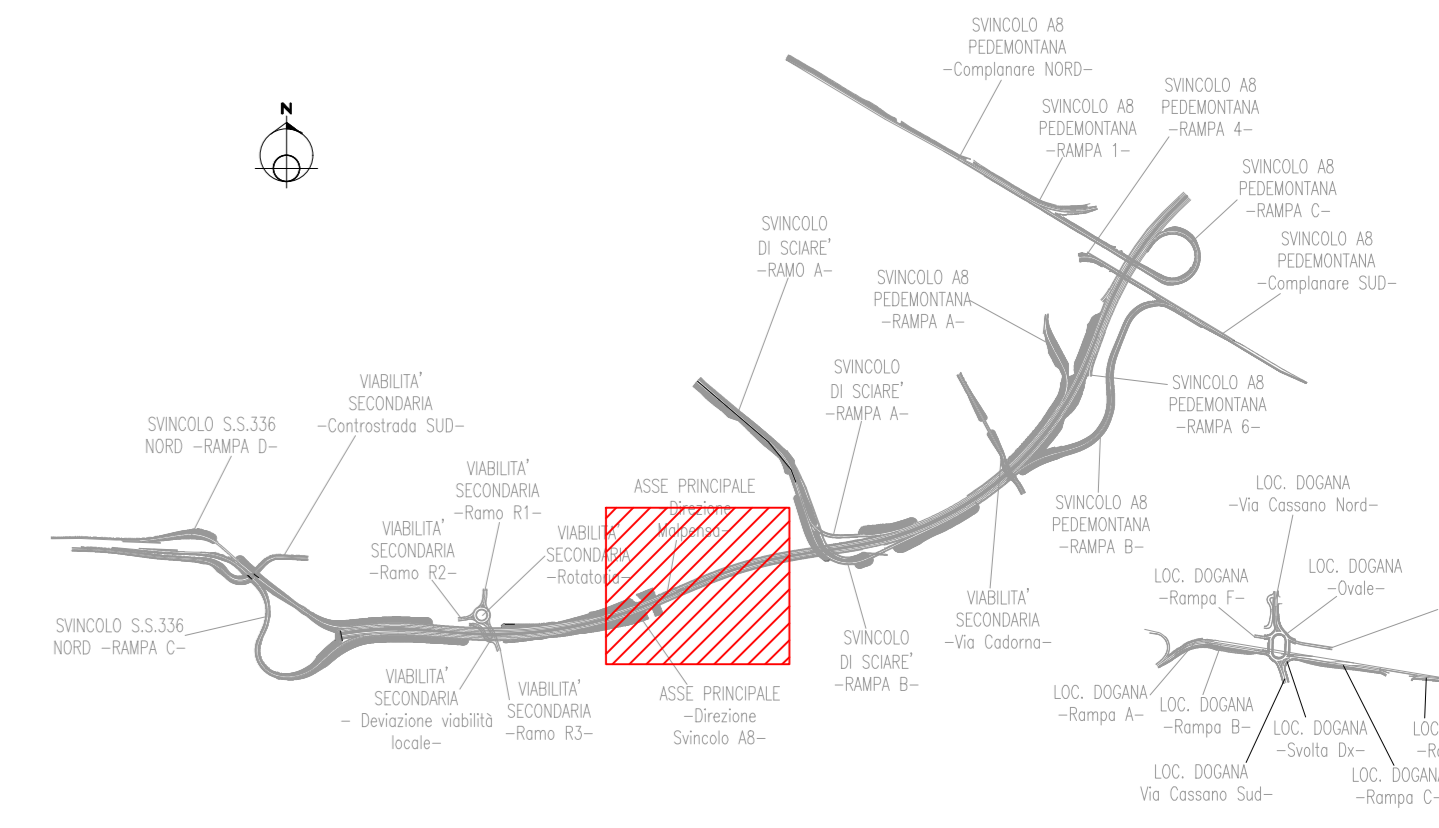 SVINCOLO A8
PEDEMONTANA
-Complanare NORD-
SVINCOLO A8
PEDEMONTANA
-RAMPA 4-
SVINCOLO A8
PEDEMONTANA
-RAMPA 1-
N
SVINCOLO A8
PEDEMONTANA
-RAMPA C-
SVINCOLO
DI SCIARE'
-RAMO A-
SVINCOLO A8
PEDEMONTANA
-Complanare SUD-
SVINCOLO A8
PEDEMONTANA
-RAMPA A-
SVINCOLO
DI SCIARE'
-RAMPA A-
VIABILITA'
SECONDARIA
-Controstrada SUD-
SVINCOLO A8
PEDEMONTANA
-RAMPA 6-
SVINCOLO S.S.336
NORD -RAMPA D-
VIABILITA'
SECONDARIA
-Ramo R1-
ASSE PRINCIPALE
-Direzione
Malpensa-
LOC. DOGANA
-Via Cassano Nord-
VIABILITA'
SECONDARIA
-Ramo R2-
VIABILITA'
SECONDARIA
-Rotatoria-
SVINCOLO A8
PEDEMONTANA
-RAMPA B-
LOC. DOGANA
-Ovale-
LOC. DOGANA
-Rampa F-
VIABILITA'
SECONDARIA
-Via Cadorna-
SVINCOLO S.S.336
NORD -RAMPA C-
SVINCOLO
DI SCIARE'
-RAMPA B-
VIABILITA'
SECONDARIA
- Deviazione viabilità
locale-
VIABILITA'
SECONDARIA
-Ramo R3-
ASSE PRINCIPALE
-Direzione
Svincolo A8-
LOC. DOGANA
-Rampa A-
LOC. DOGANA
-Rampa B-
LOC. DOGANA
-Svolta Dx-
LOC
LOC. DOGANA
Via Cassano Sud-
LOC. DOGANA
-Rampa C-